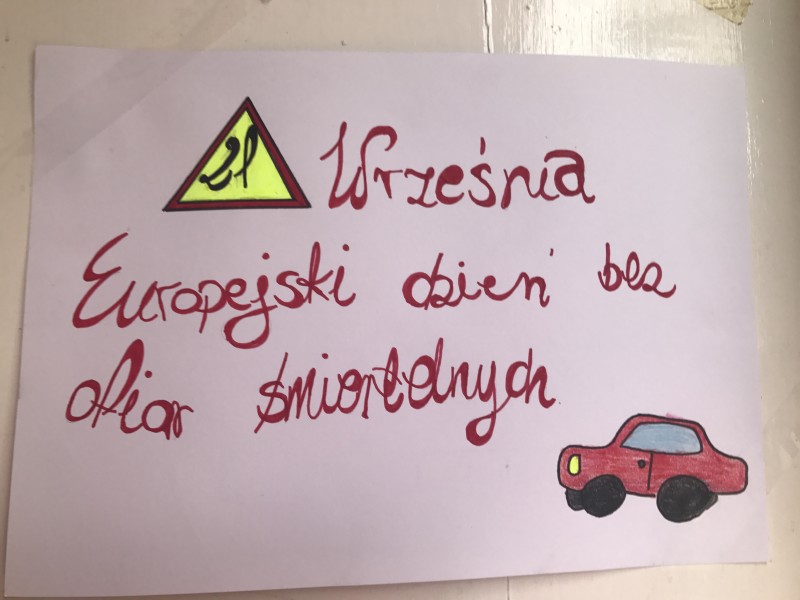 21 Września
Europejski dzień bez
ofiar śmiertelnych